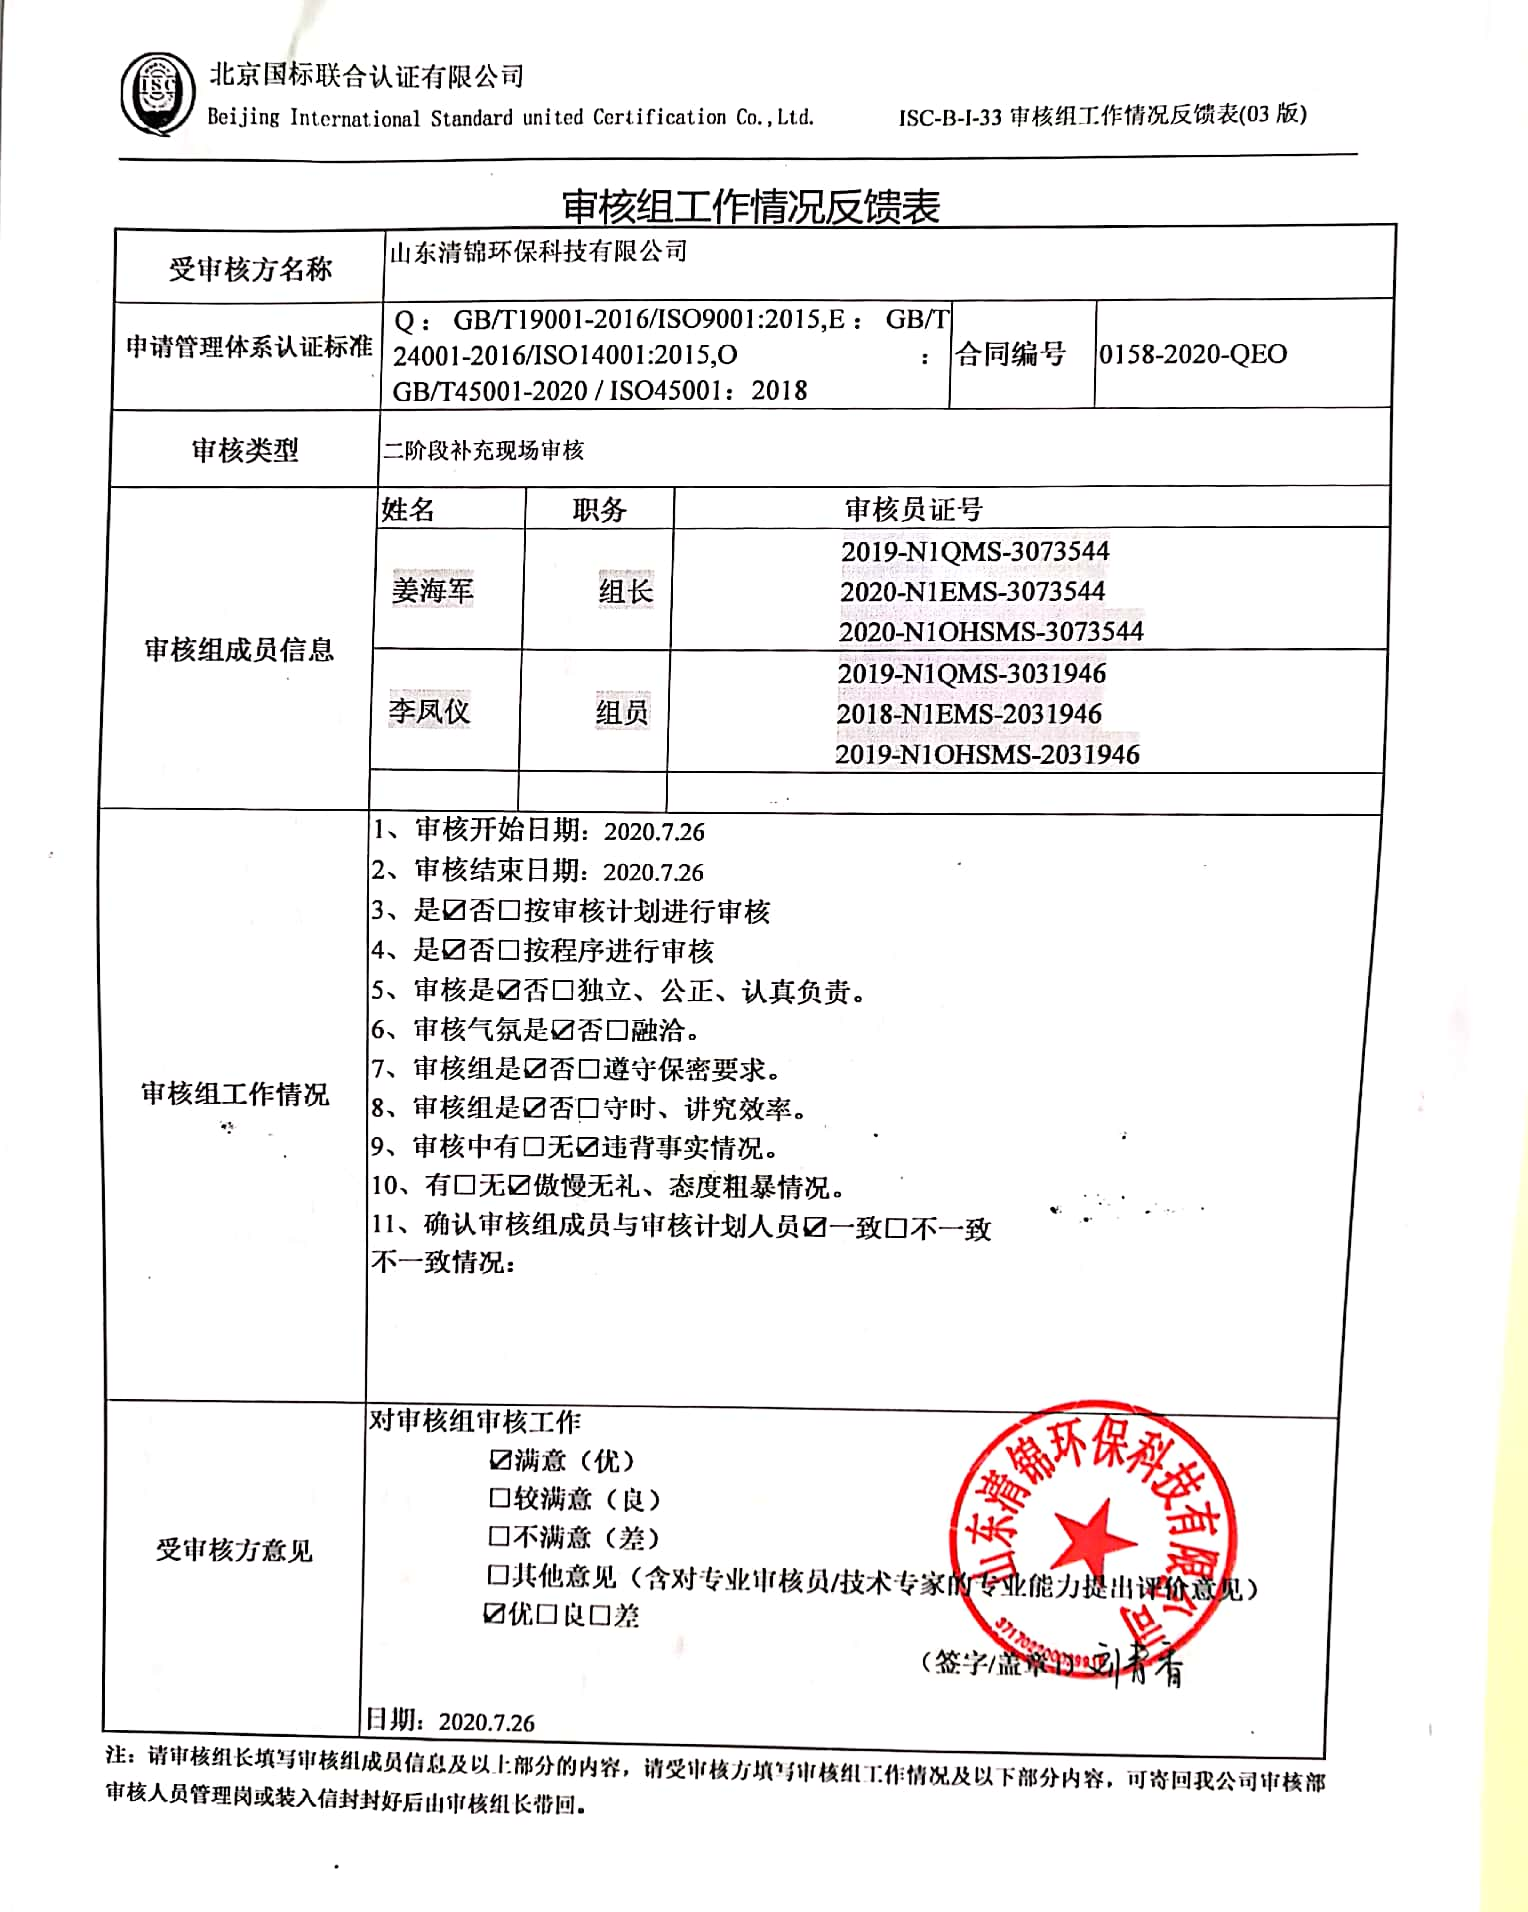 ISC
北京国标联合认证有限公司
Beijing International Standard united Certification Co.,Ltd.
ISC-B-I-33 审核组工作情况反馈表(03 版)
审核组工作情况反馈表
受审核方名称
山东清锦环保科技有限公司
申请管理体系认证标准
Q： GB/T19001-2016/ISO9001:2015,E： GB/T
24001-2016/ISO14001:2015,O ：
GB/T45001-2020 / ISO45001：2018
合同编号
0158-2020-QEO
审核类型
二阶段补充现场审核
审核组成员信息
姓名 职务 审核员证号
姜海军 组长
2019-N1QMS-3073544
2020-N1EMS-3073544
2020-N1OHSMS-3073544
李凤仪 组员
2019-N1QMS-3031946
2018-N1EMS-2031946
2019-N1OHSMS-2031946
审核组工作情况
1、审核开始日期：2020.7.26
2、审核结束日期：2020.7.26
3、是☑否□按审核计划进行审核
4、是☑否□按程序进行审核
5、审核是☑否□独立、公正、认真负责。
6、审核气氛是☑否□融洽。
7、审核组是☑否□遵守保密要求。
8、审核组是☑否□守时、讲究效率。
9、审核中有□无☑违背事实情况。
10、有□无☑傲慢无礼、态度粗暴情况。
11、确认审核组成员与审核计划人员☑一致□不一致
不一致情况：
受审核方意见
对审核组审核工作
☑满意（优）
□较满意（良）
□不满意（差）
□其他意见（含对专业审核员/技术专家的专业能力提出评价意见）
☑优□良□差
（签字/盖章）
山东清锦环保科技有限公司
日期：2020.7.26
注：请审核组长填写审核组成员信息及以上部分的内容，请受审核方填写审核组工作情况及以下部分内容，可寄回我公司审核部
审核人员管理岗或装入信封封好后由审核组长带回。